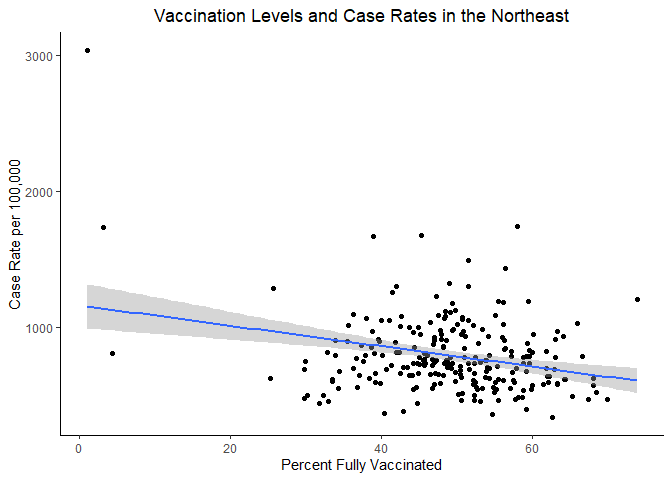 Vaccination Levels and Case Rates in the Northeast
Case Rate per 100,000
3000
2000
1000
0
20
40
60
Percent Fully Vaccinated